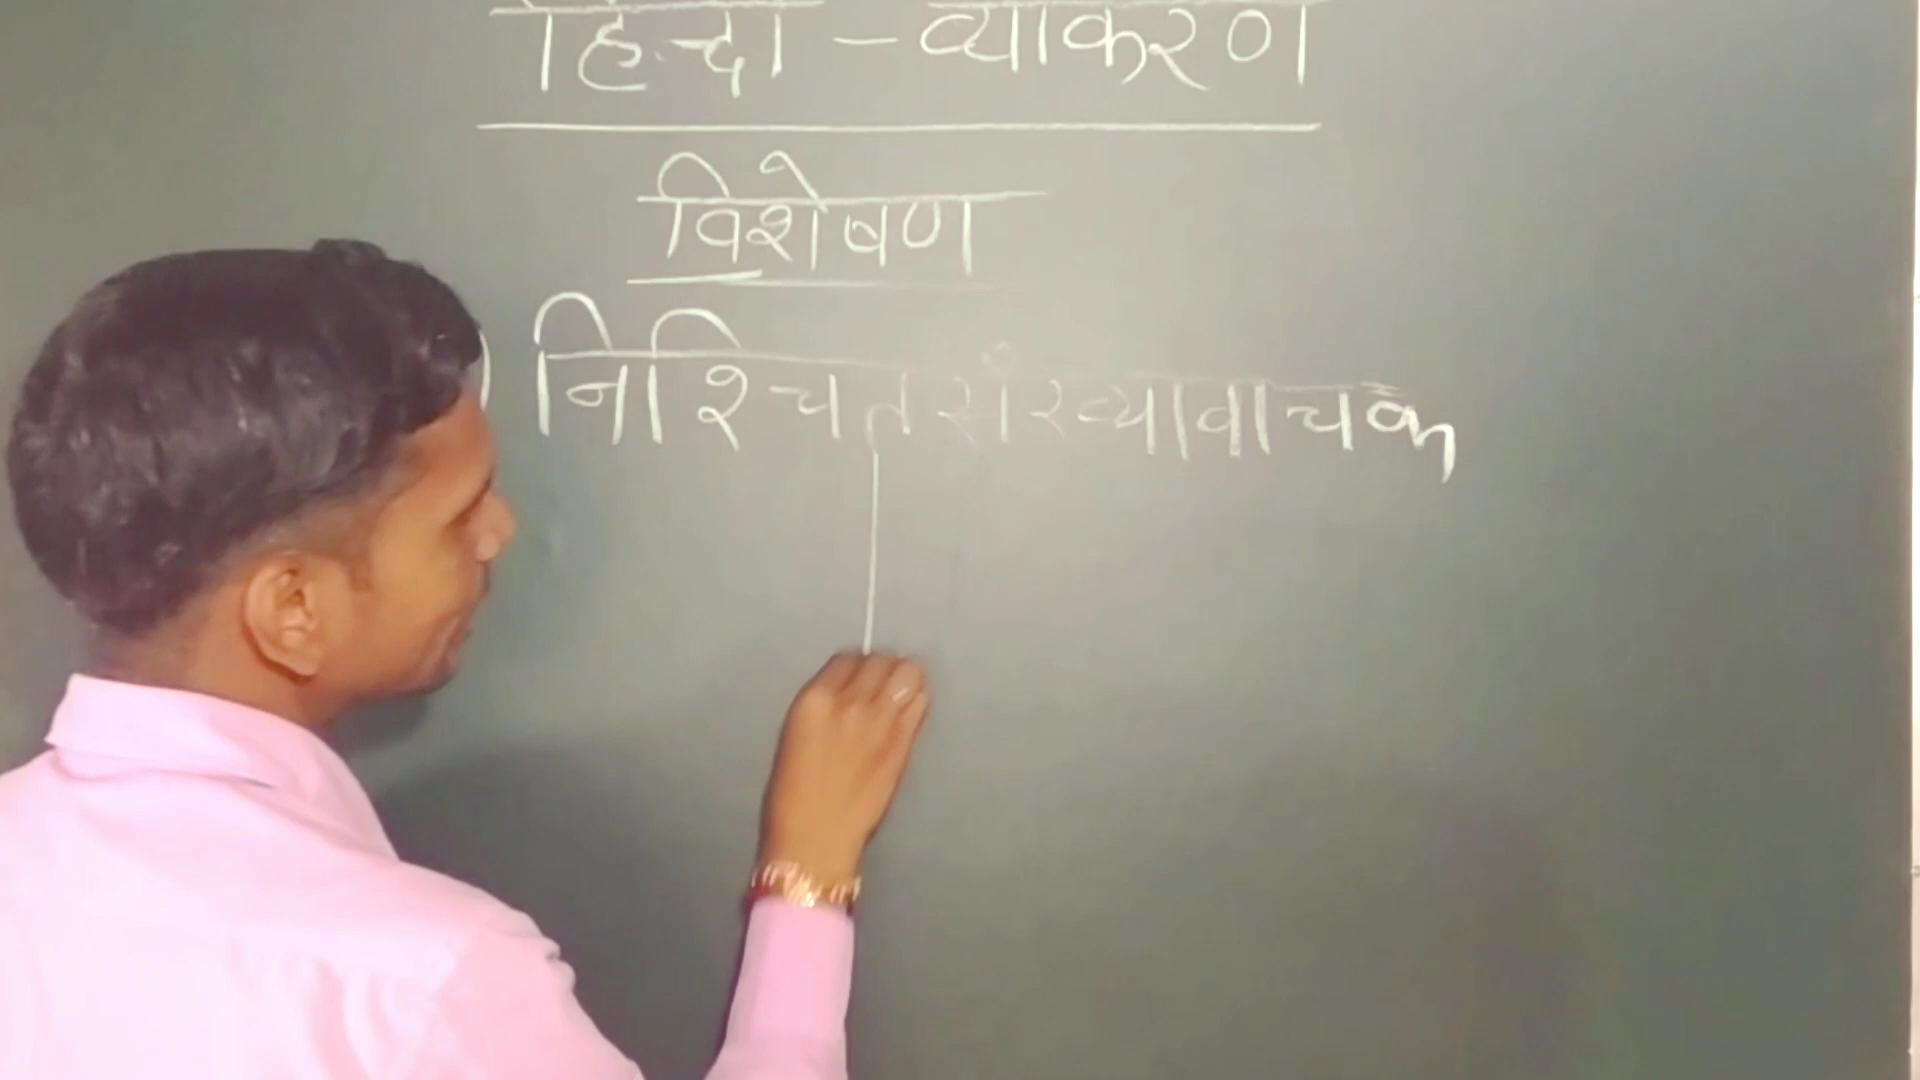 हिन्दी - व्याकरण
विशेषण
) निश्चित संख्यावाचक